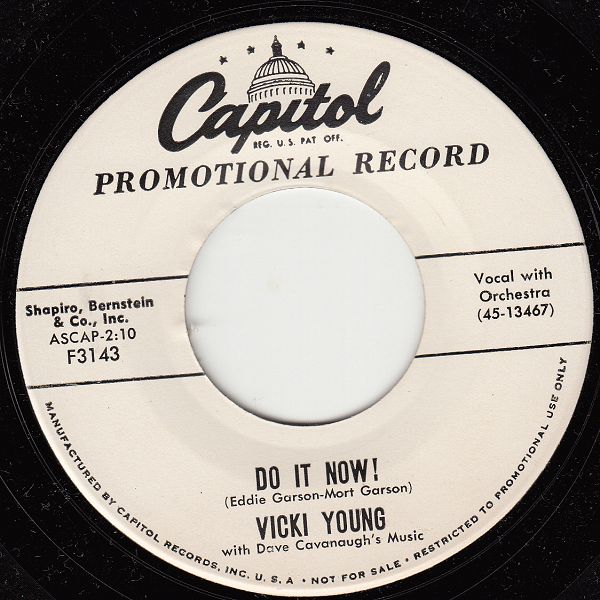 Capitol
REG. U.S. PAT. OFF.
PROMOTIONAL RECORD
Shapiro, Bernstein
& Co., Inc.
ASCAP-2:10
F3143
Vocal with
Orchestra
(45-13467)
DO IT NOW!
(Eddie Garson-Mort Garson)
VICKI YOUNG
with Dave Cavanaugh's Music
MANUFACTURED BY CAPITOL RECORDS, INC. U. S. A • NOT FOR SALE • RESTRICTED TO PROMOTIONAL USE ONLY